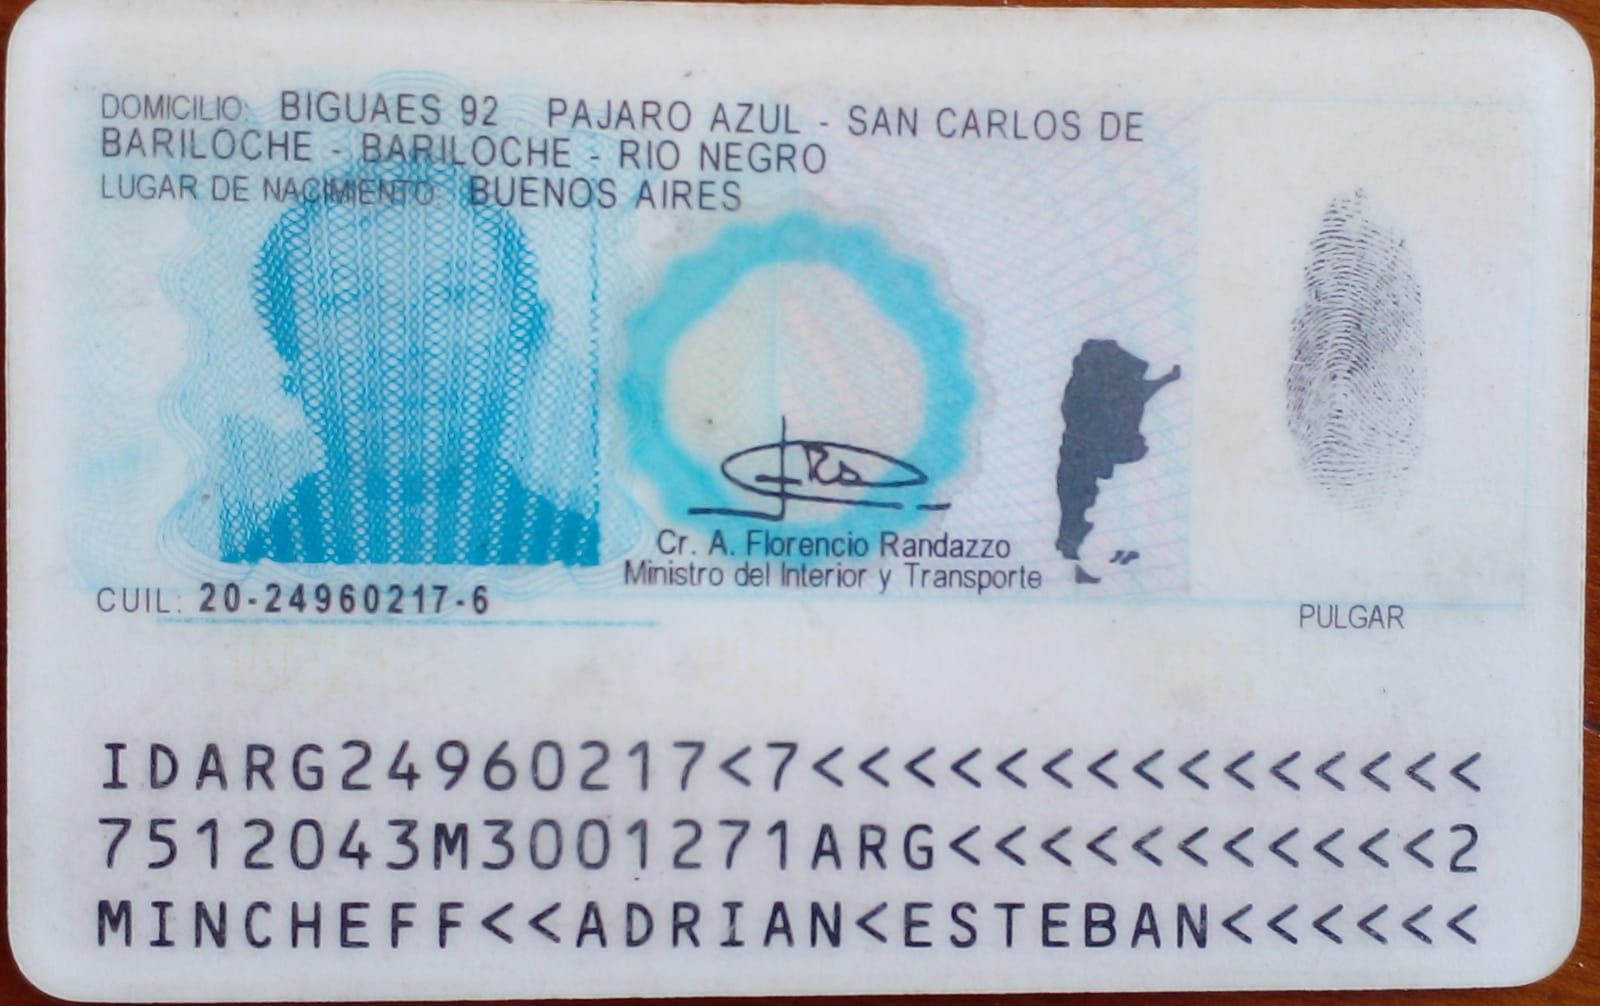 DOMICILIO: BIGUAES 92 PAJARO AZUL - SAN CARLOS DE
BARILOCHE - BARILOCHE - RIO NEGRO
LUGAR DE NACIMIENTO: BUENOS AIRES
Cr. A. Florencio Randazzo
Ministro del Interior y Transporte
CUIL: 20-24960217-6
PULGAR
IDARG24960217<7<<<<<<<<<<<<<<<
7512043M3001271ARG<<<<<<<<<<<2
MINCHEFF<<ADRIAN<ESTEBAN<<<<<<